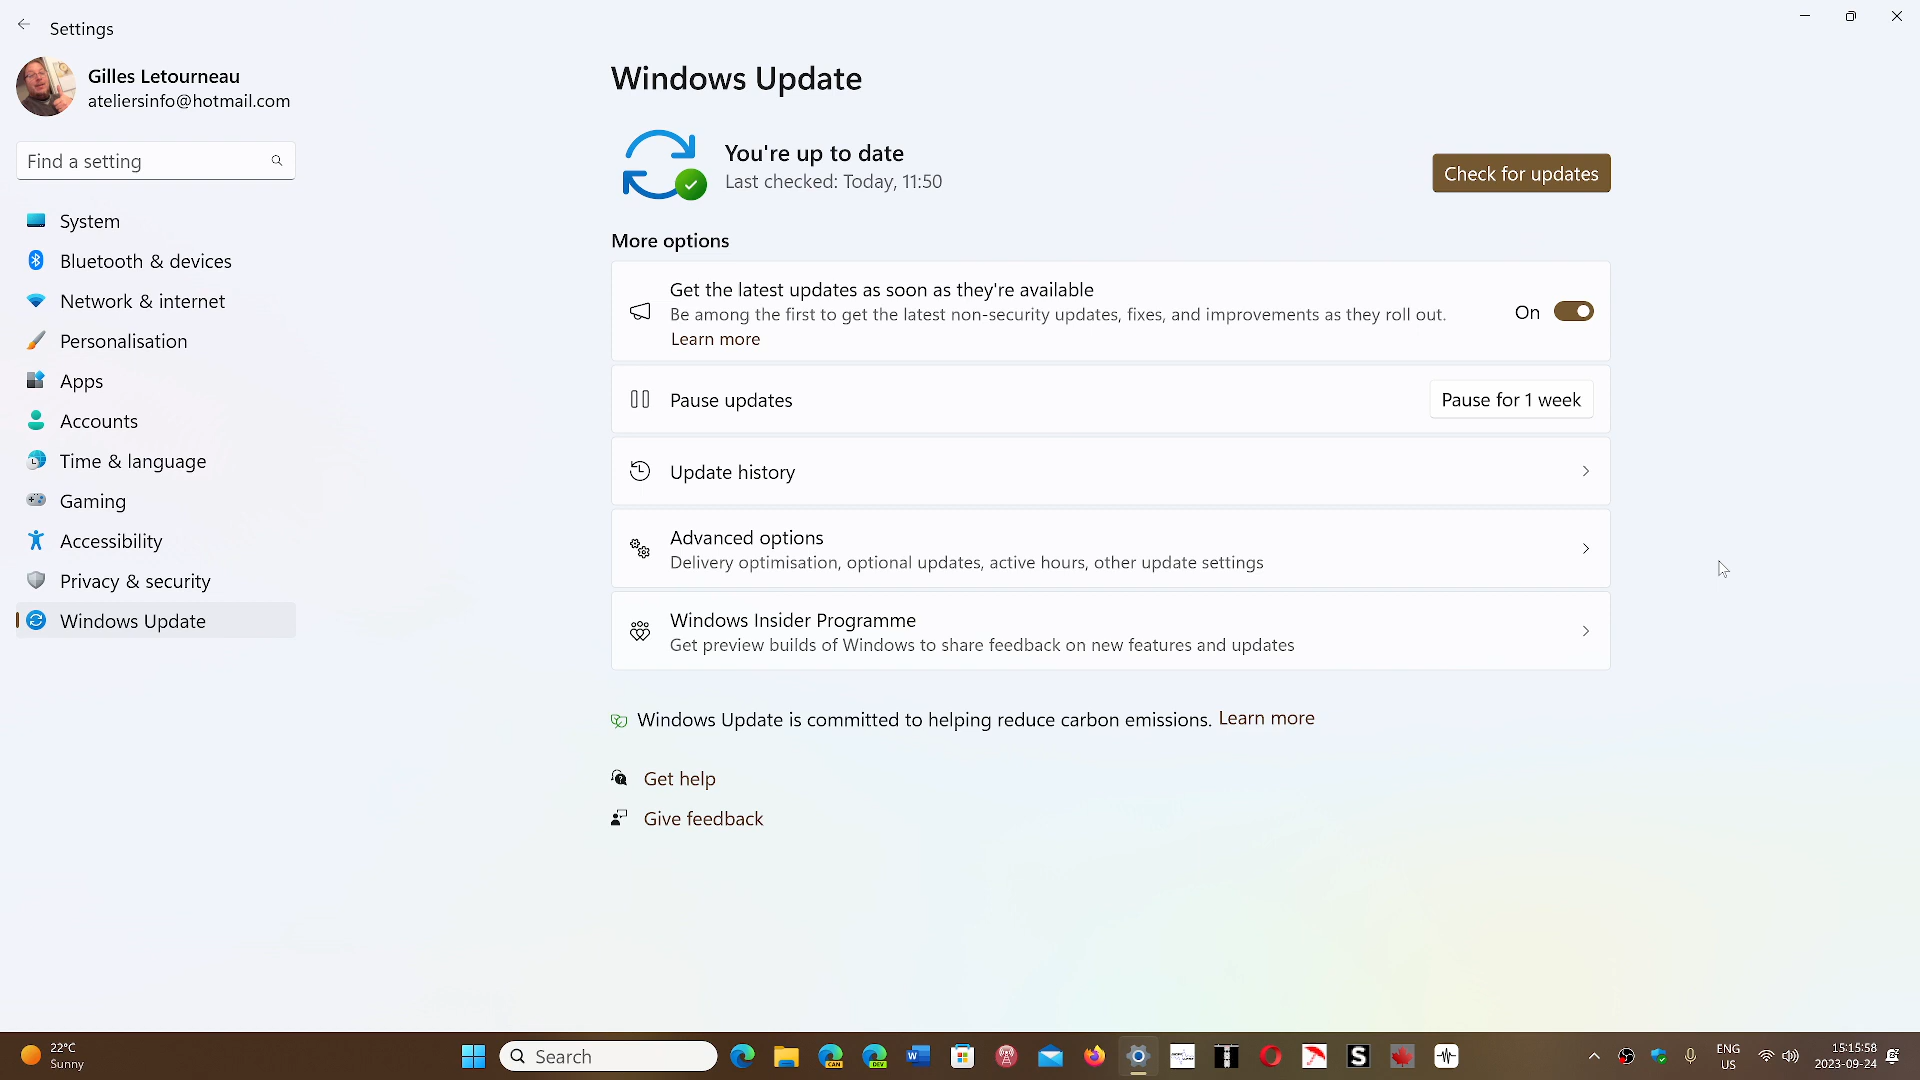 Settings
Gilles Letourneau
ateliersinfo@hotmail.com
Find a setting
System
Bluetooth & devices
Network & internet
Personalisation
Apps
Accounts
Time & language
Gaming
Accessibility
Privacy & security
Windows Update
Windows Update
You're up to date
Last checked: Today, 11:50
Check for updates
More options
Get the latest updates as soon as they're available
Be among the first to get the latest non-security updates, fixes, and improvements as they roll out.
Learn more
On
Pause updates
Pause for 1 week
Update history
Advanced options
Delivery optimisation, optional updates, active hours, other update settings
Windows Insider Programme
Get preview builds of Windows to share feedback on new features and updates
Windows Update is committed to helping reduce carbon emissions. Learn more
Get help
Give feedback
22°C
Sunny
Search
CAN
DEV
ENG
US
15:15:58
2023-09-24